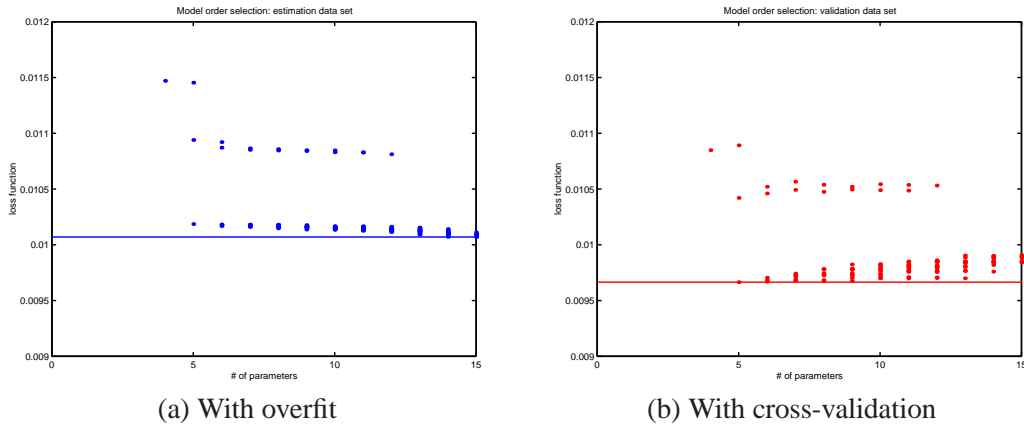 Model order selection: estimation data set
0.012
0.0115
0.011
0.0105
0.01
0.0095
0.009
loss function
0 5 10 15
# of parameters
(a) With overfit
Model order selection: validation data set
0.012
0.0115
0.011
0.0105
0.01
0.0095
0.009
loss function
0 5 10 15
# of parameters
(b) With cross-validation